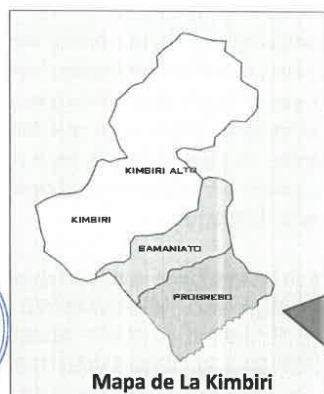 KIMBIRI ALTO
KIMBIRI
SAMANIATO
PROGRESO
Mapa de La Kimbiri